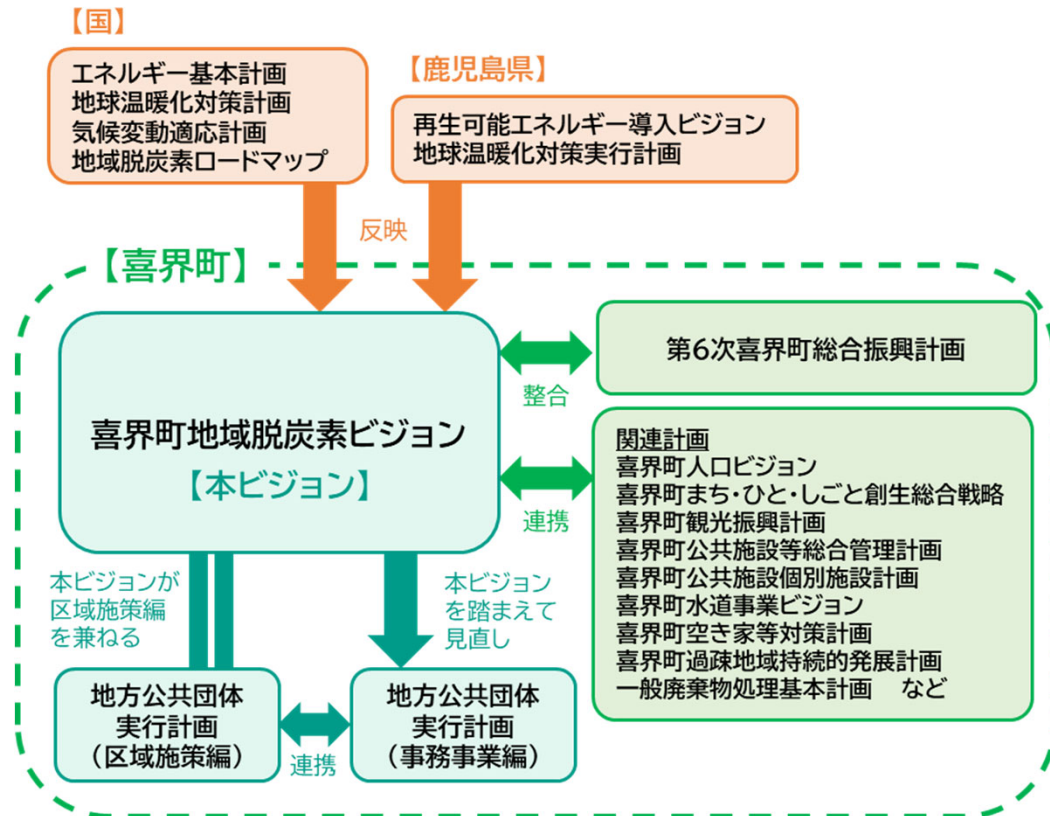 【国】
エネルギー基本計画
地球温暖化対策計画
気候変動適応計画
地域脱炭素ロードマップ
【鹿児島県】
再生可能エネルギー導入ビジョン
地球温暖化対策実行計画
反映
【喜界町】
喜界町地域脱炭素ビジョン
【本ビジョン】
整合
第6次喜界町総合振興計画
連携
関連計画
喜界町人口ビジョン
喜界町まち・ひと・しごと創生総合戦略
喜界町観光振興計画
喜界町公共施設等総合管理計画
喜界町公共施設個別施設計画
喜界町水道事業ビジョン
喜界町空き家等対策計画
喜界町過疎地域持続的発展計画
一般廃棄物処理基本計画　など
本ビジョンが
区域施策編
を兼ねる
本ビジョン
を踏まえて
見直し
地方公共団体
実行計画
（区域施策編）
連携
地方公共団体
実行計画
（事務事業編）